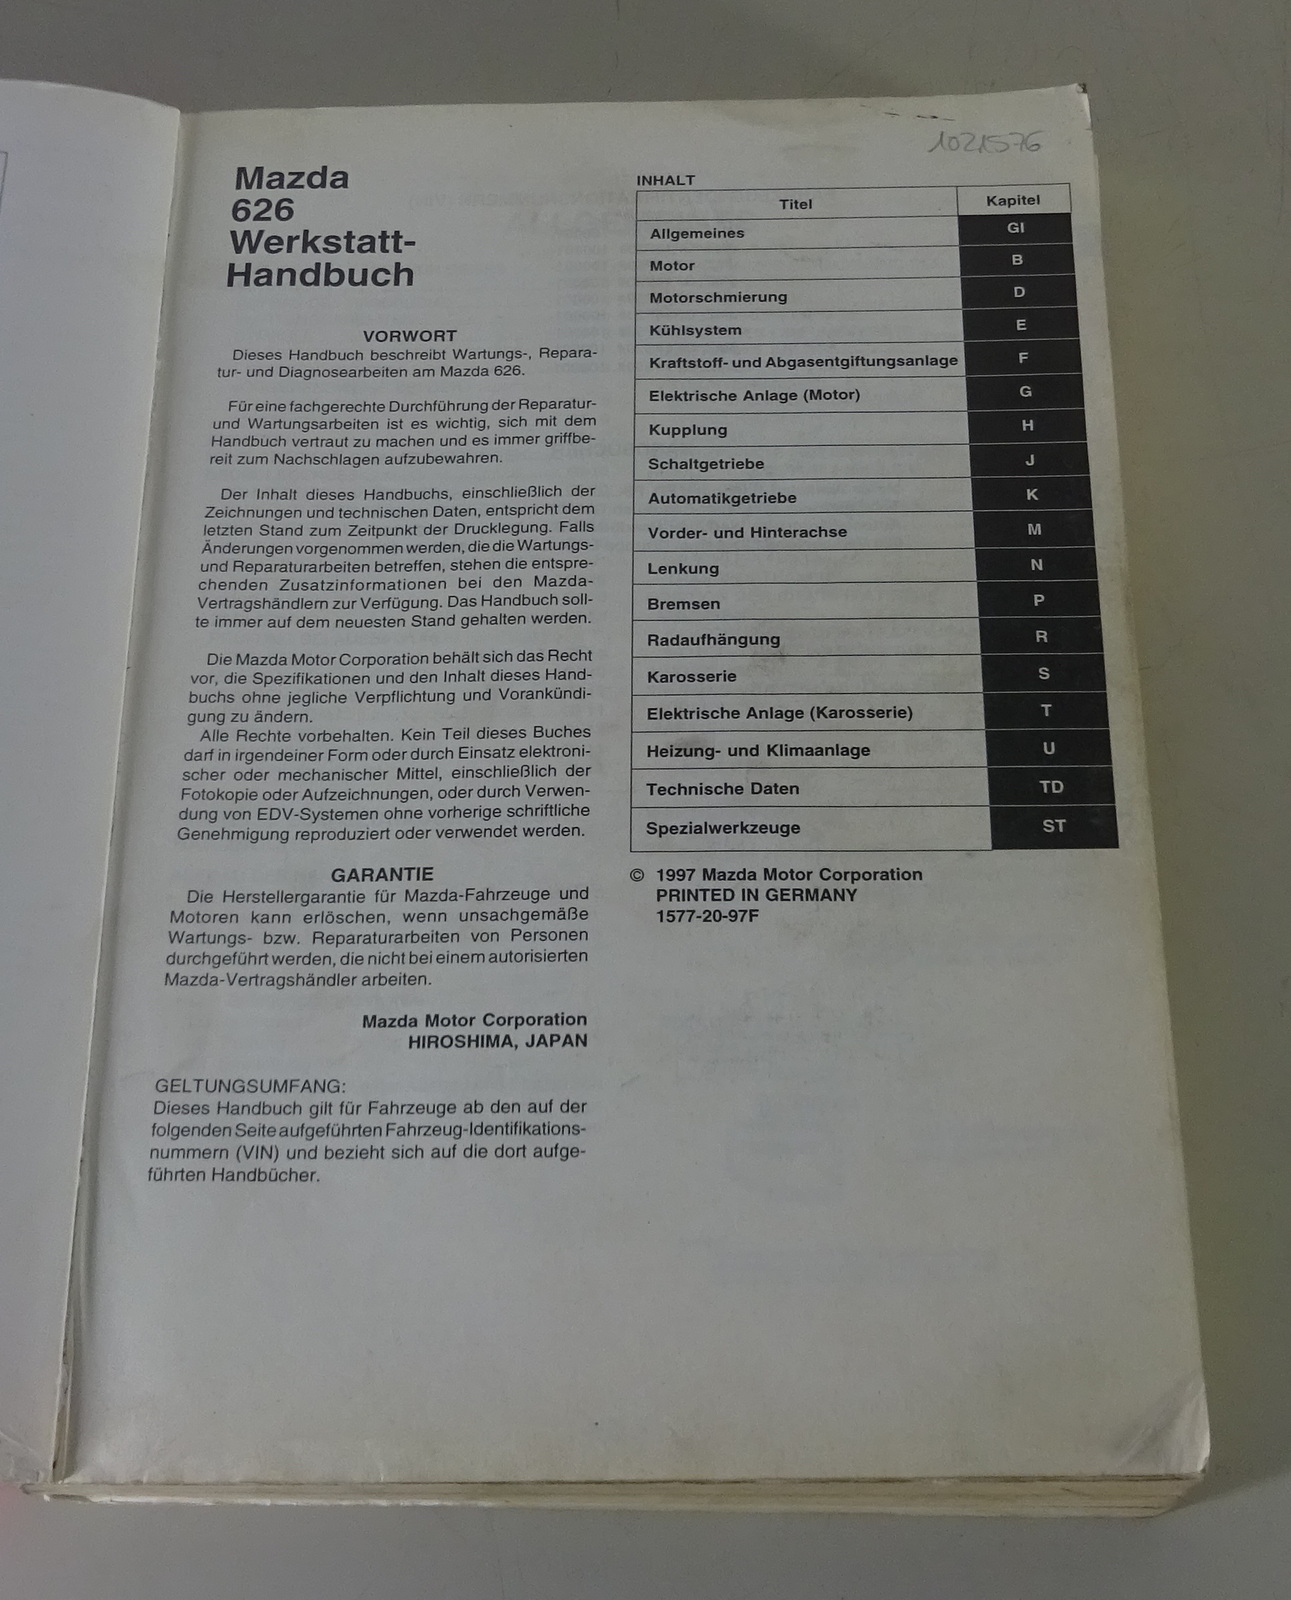 1021576
Mazda
626
Werkstatt-
Handbuch
VORWORT
Dieses Handbuch beschreibt Wartungs-, Repara-
tur- und Diagnosearbeiten am Mazda 626.
Für eine fachgerechte Durchführung der Reparatur-
und Wartungsarbeiten ist es wichtig, sich mit dem
Handbuch vertraut zu machen und es immer griffbe-
reit zum Nachschlagen aufzubewahren.
Der Inhalt dieses Handbuchs, einschließlich der
Zeichnungen und technischen Daten, entspricht dem
letzten Stand zum Zeitpunkt der Drucklegung. Falls
Änderungen vorgenommen werden, die die Wartungs-
und Reparaturarbeiten betreffen, stehen die entspre-
chenden Zusatzinformationen bei den Mazda-
Vertragshändlern zur Verfügung. Das Handbuch soll-
te immer auf dem neuesten Stand gehalten werden.
Die Mazda Motor Corporation behält sich das Recht
vor, die Spezifikationen und den Inhalt dieses Hand-
buchs ohne jegliche Verpflichtung und Vorankündi-
gung zu ändern.
Alle Rechte vorbehalten. Kein Teil dieses Buches
darf in irgendeiner Form oder durch Einsatz elektroni-
scher oder mechanischer Mittel, einschließlich der
Fotokopie oder Aufzeichnungen, oder durch Verwen-
dung von EDV-Systemen ohne vorherige schriftliche
Genehmigung reproduziert oder verwendet werden.
GARANTIE
Die Herstellergarantie für Mazda-Fahrzeuge und
Motoren kann erlöschen, wenn unsachgemäße
Wartungs- bzw. Reparaturarbeiten von Personen
durchgeführt werden, die nicht bei einem autorisierten
Mazda-Vertragshändler arbeiten.
Mazda Motor Corporation
HIROSHIMA, JAPAN
GELTUNGSUMFANG:
Dieses Handbuch gilt für Fahrzeuge ab den auf der
folgenden Seite aufgeführten Fahrzeug-Identifikations-
nummern (VIN) und bezieht sich auf die dort aufge-
führten Handbücher.
INHALT
Titel Kapitel
Allgemeines GI
Motor B
Motorschmierung D
Kühlsystem E
Kraftstoff- und Abgasentgiftungsanlage F
Elektrische Anlage (Motor) G
Kupplung H
Schaltgetriebe J
Automatikgetriebe K
Vorder- und Hinterachse M
Lenkung N
Bremsen P
Radaufhängung R
Karosserie S
Elektrische Anlage (Karosserie) T
Heizung- und Klimaanlage U
Technische Daten TD
Spezialwerkzeuge ST
© 1997 Mazda Motor Corporation
PRINTED IN GERMANY
1577-20-97F